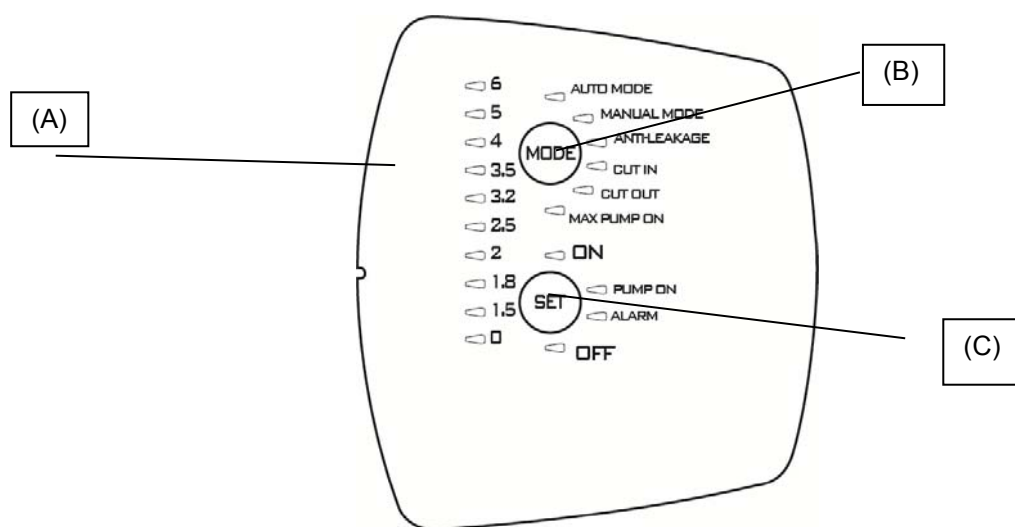 (A)
(B)
(C)
6
5
4
3.5
3.2
2.5
2
1.8
1.5
0
AUTO MODE
MANUAL MODE
ANTI-LEAKAGE
MODE
CUT IN
CUT OUT
MAX PUMP ON
ON
PUMP ON
SET
ALARM
OFF